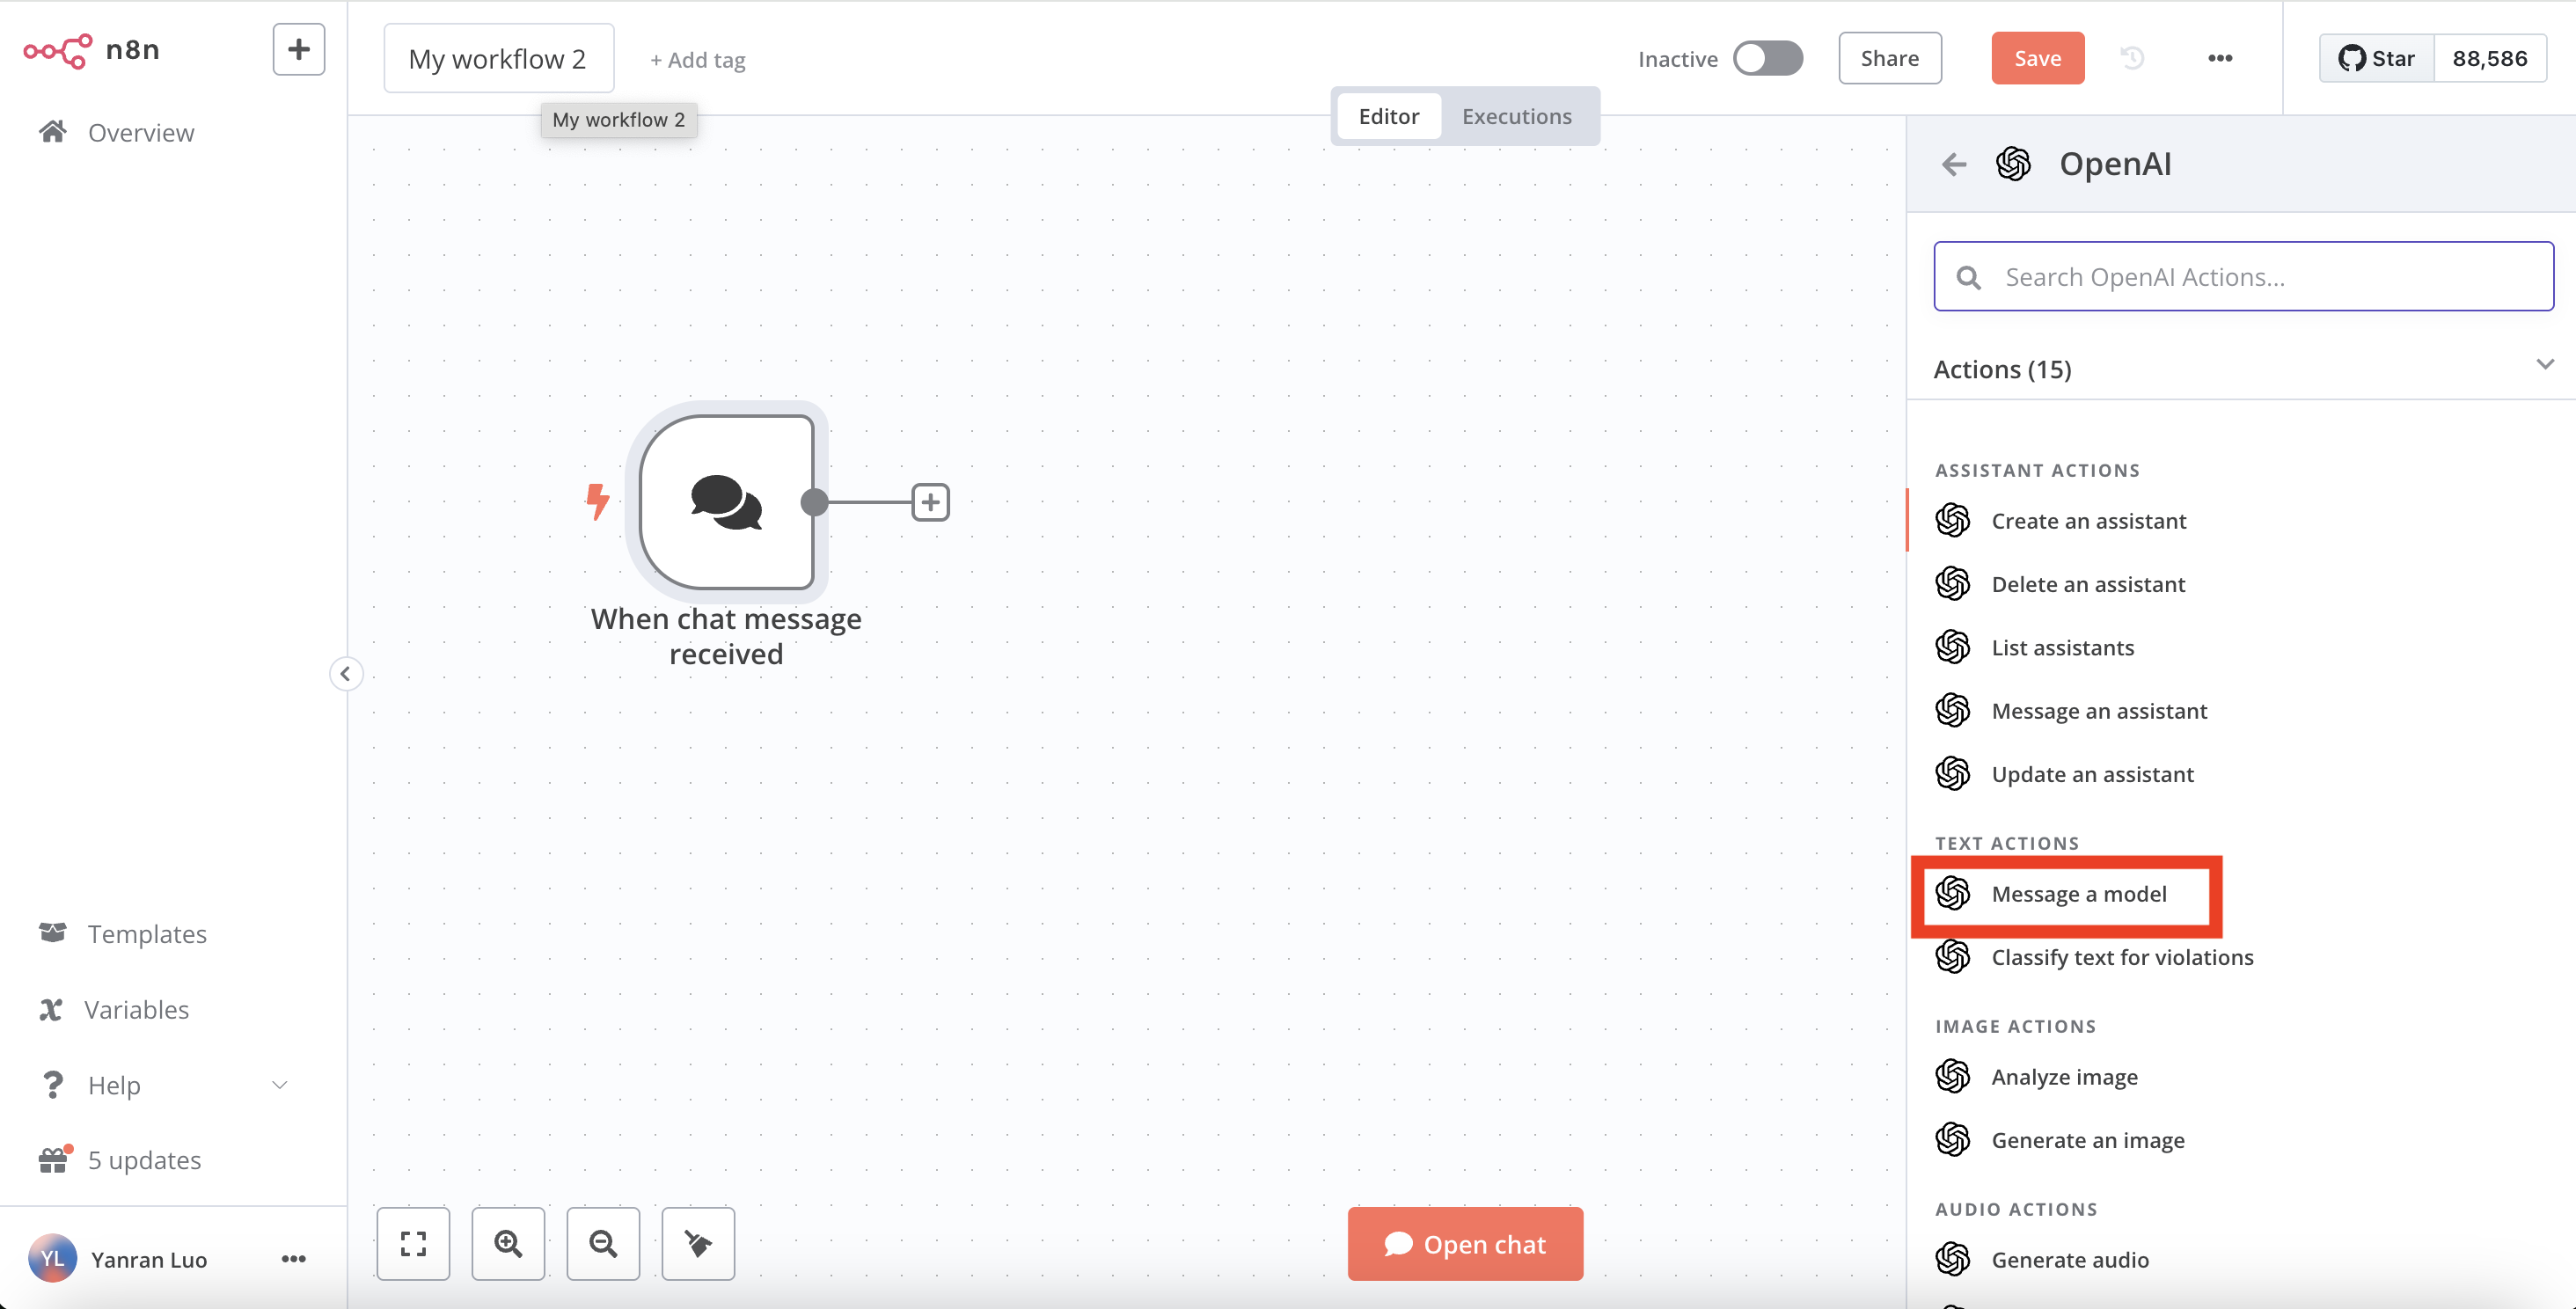 n8n
Overview
Templates
Variables
Help
5 updates
YL
Yanran Luo
My workflow 2
+ Add tag
My workflow 2
Inactive
Share
Save
Star
88,586
Editor
Executions
When chat message
received
Open chat
OpenAI
Search OpenAI Actions...
Actions (15)
ASSISTANT ACTIONS
Create an assistant
Delete an assistant
List assistants
Message an assistant
Update an assistant
TEXT ACTIONS
Message a model
Classify text for violations
IMAGE ACTIONS
Analyze image
Generate an image
AUDIO ACTIONS
Generate audio